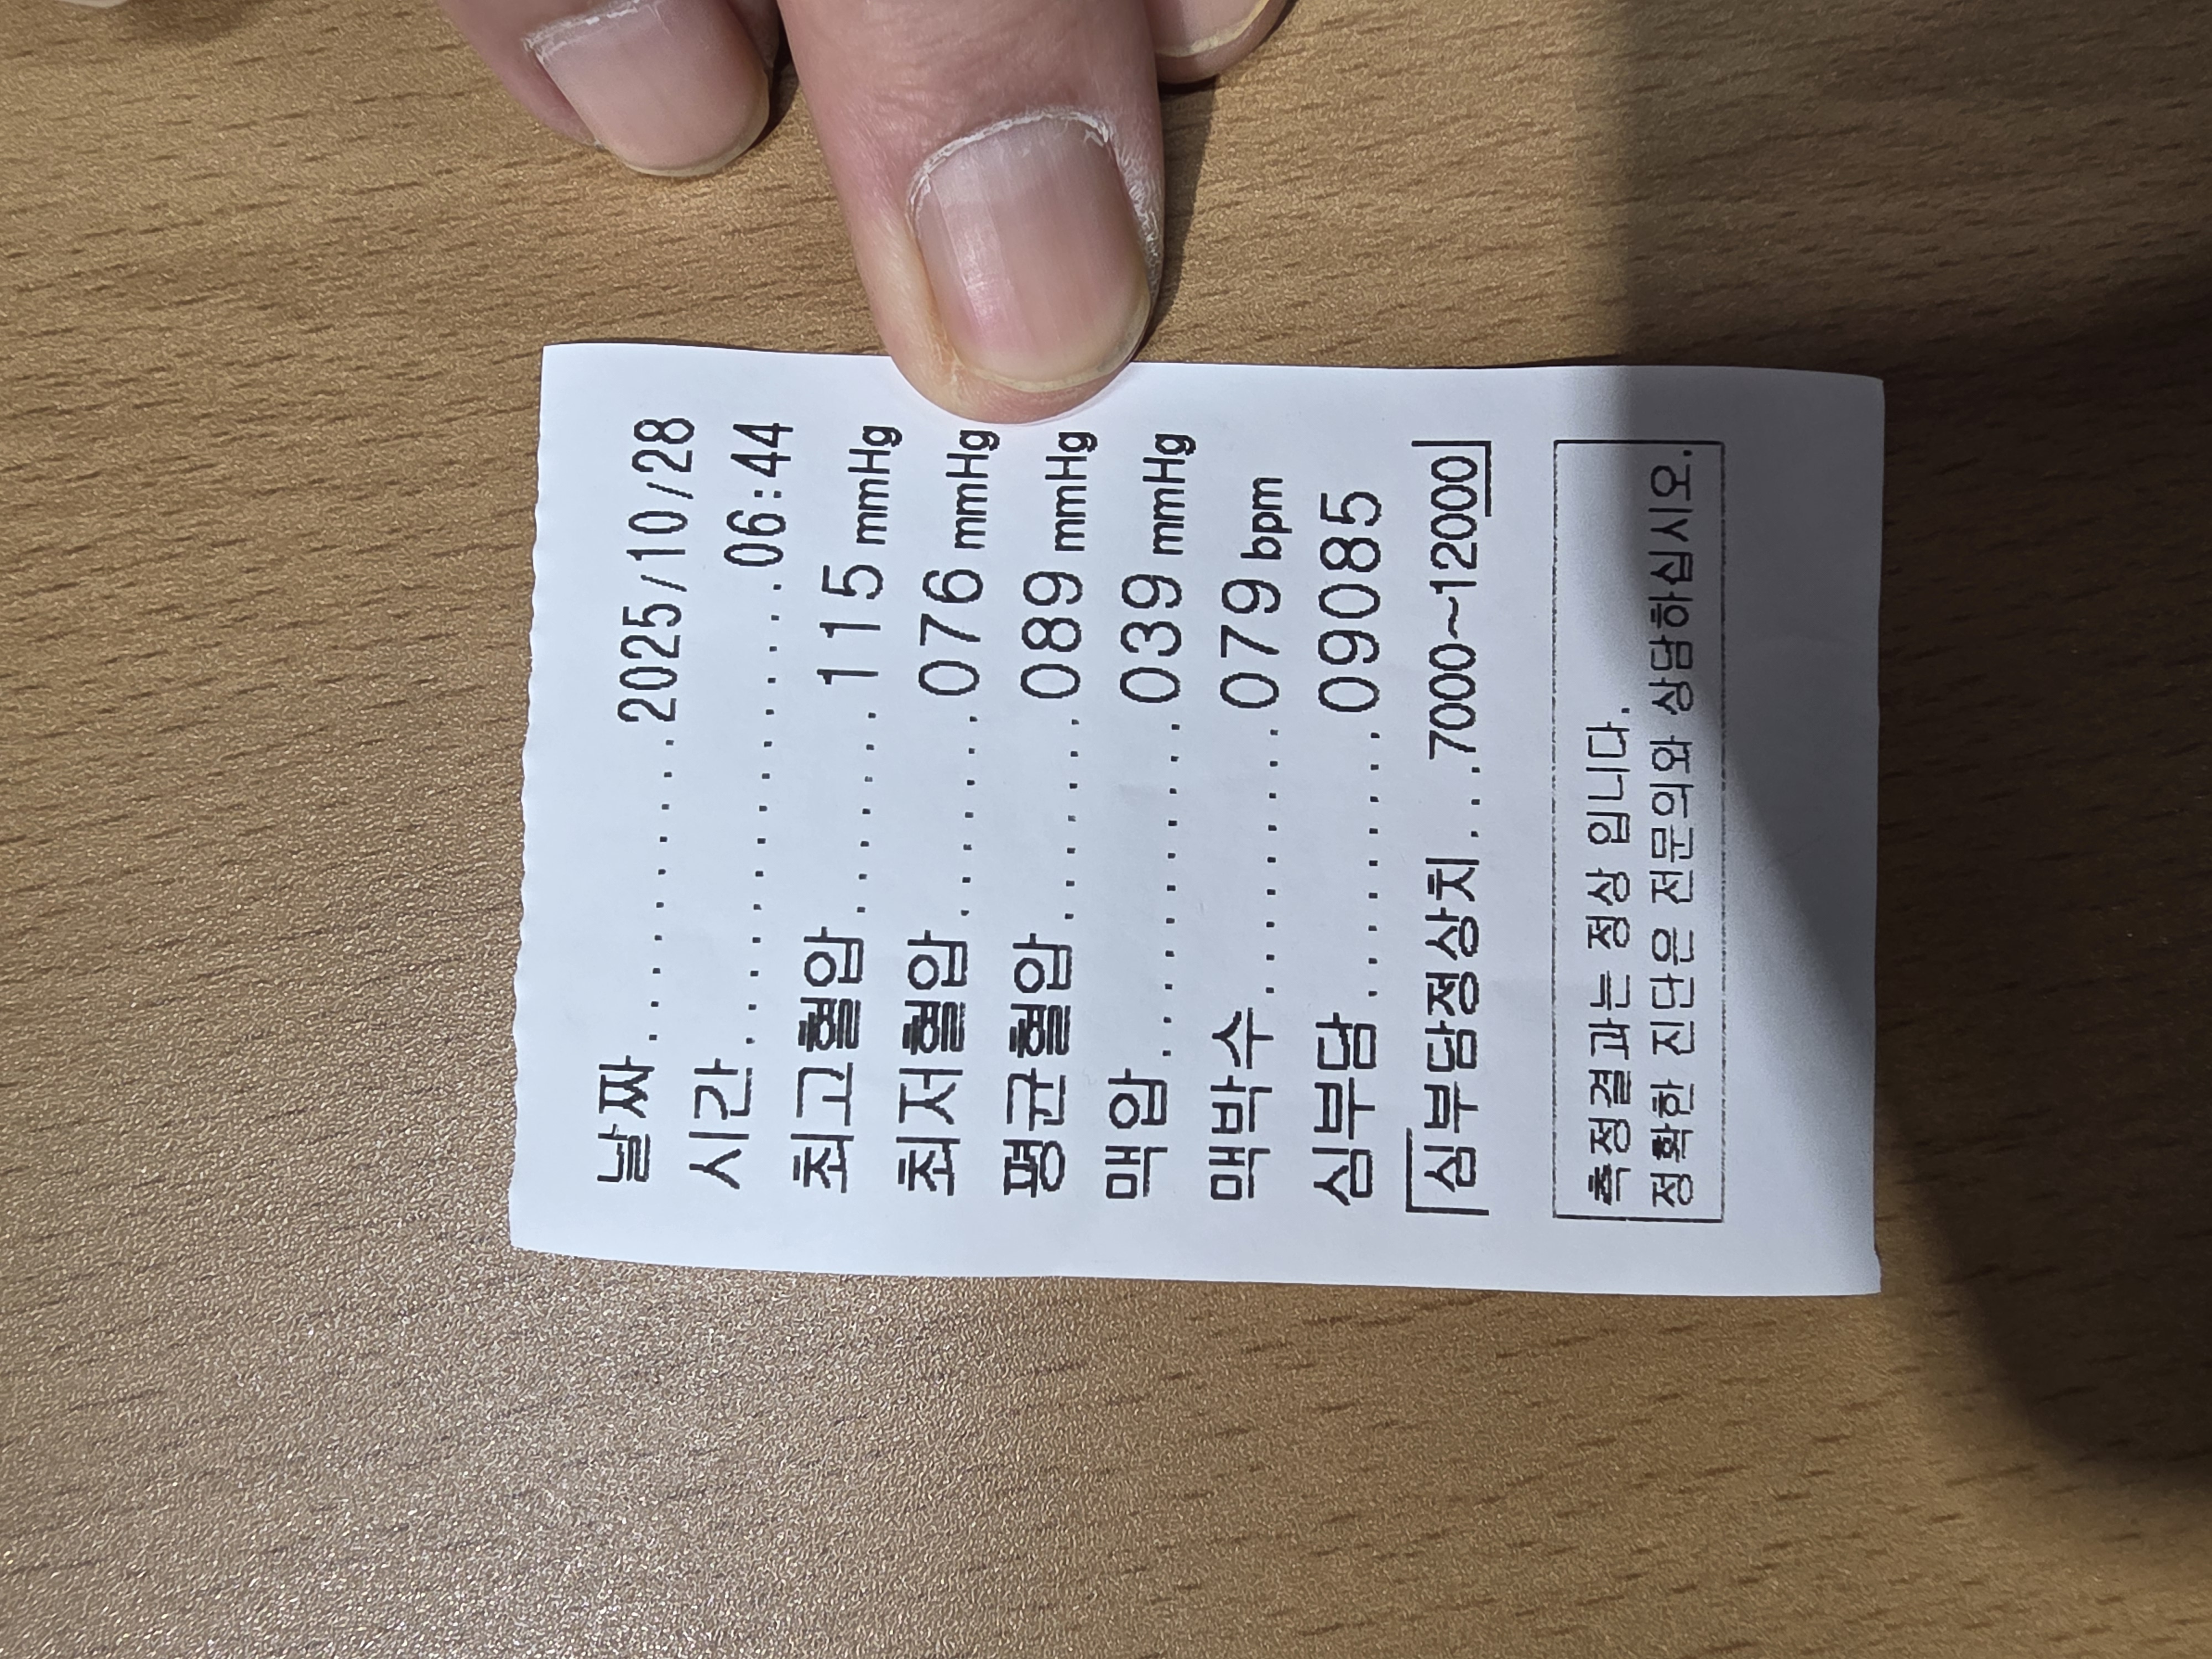 날짜...........2025/10/28
시간...............06:44
최고혈압........115 mmHg
최저혈압........076 mmHg
평균혈압........089 mmHg
맥압............039 mmHg
맥박수..........079 bpm
심부담..........09085
심부담정상치...7000~12000
측정결과는 정상 입니다.
정확한 진단은 전문의와 상담하십시오.